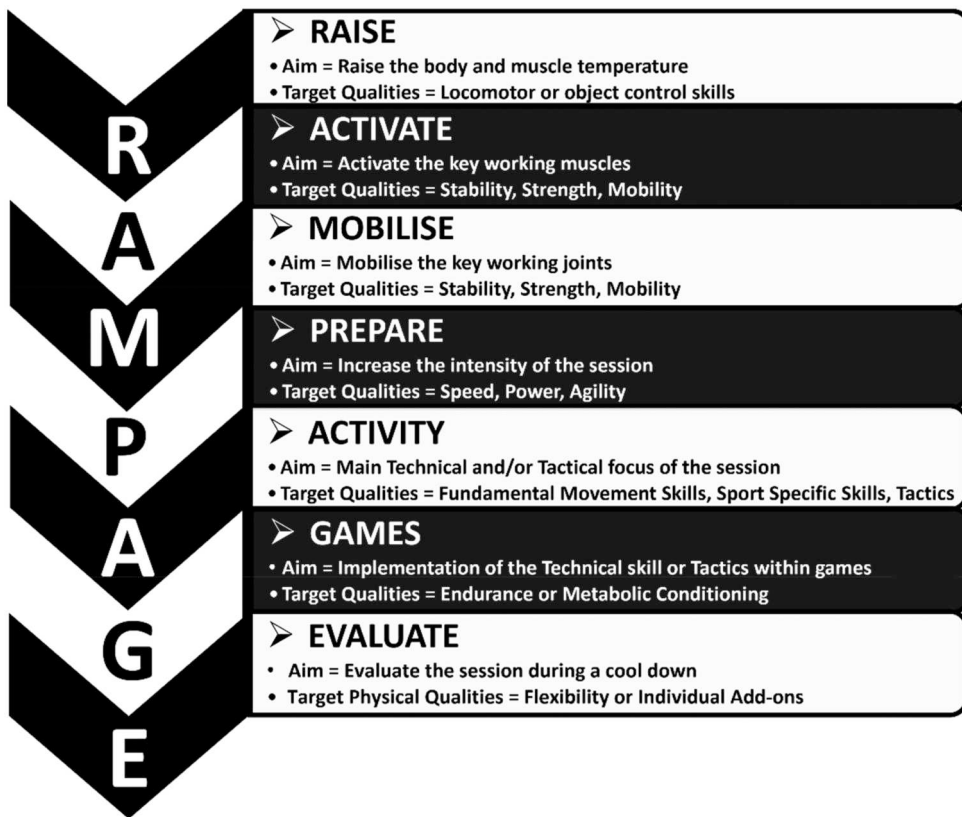 R
➢ RAISE
• Aim = Raise the body and muscle temperature
• Target Qualities = Locomotor or object control skills
A
➢ ACTIVATE
• Aim = Activate the key working muscles
• Target Qualities = Stability, Strength, Mobility
M
➢ MOBILISE
• Aim = Mobilise the key working joints
• Target Qualities = Stability, Strength, Mobility
P
➢ PREPARE
• Aim = Increase the intensity of the session
• Target Qualities = Speed, Power, Agility
A
➢ ACTIVITY
• Aim = Main Technical and/or Tactical focus of the session
• Target Qualities = Fundamental Movement Skills, Sport Specific Skills, Tactics
G
➢ GAMES
• Aim = Implementation of the Technical skill or Tactics within games
• Target Qualities = Endurance or Metabolic Conditioning
E
➢ EVALUATE
• Aim = Evaluate the session during a cool down
• Target Physical Qualities = Flexibility or Individual Add-ons